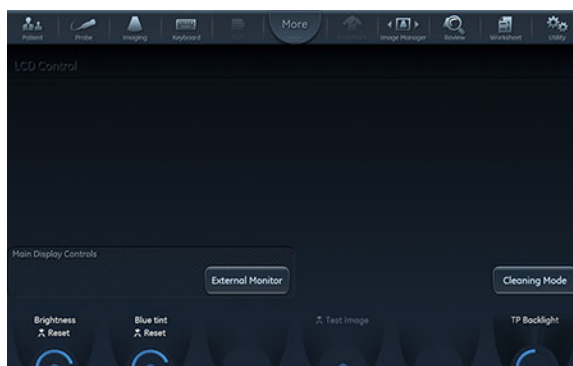 Patient
Probe
Imaging
Keyboard
More
Image Manager
Review
Worksheet
Utility
LCD Control
Main Display Controls
External Monitor
Cleaning Mode
Brightness
Reset
Blue tint
Reset
Test Image
TP Backlight